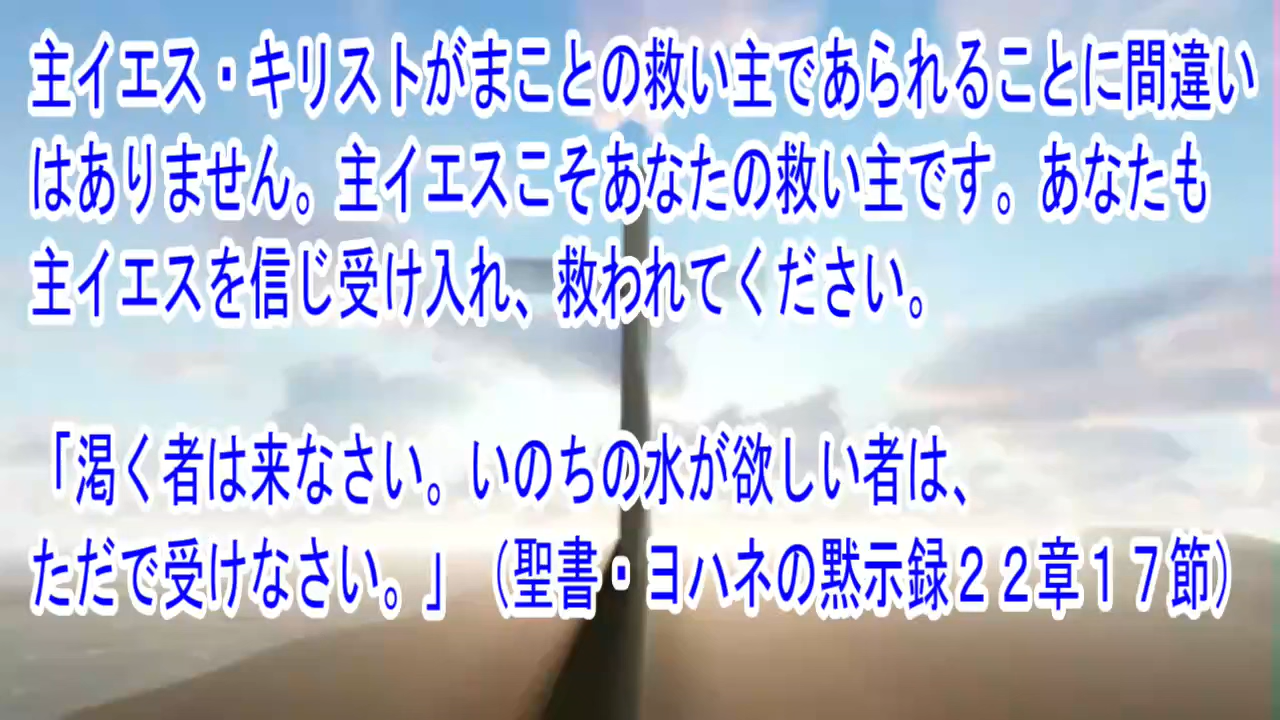 主イエス・キリストがまことの救い主であられることに間違い
はありません。主イエスこそあなたの救い主です。あなたも
主イエスを信じ受け入れ、救われてください。
「渇く者は来なさい。いのちの水が欲しい者は、
ただで受けなさい。」（聖書・ヨハネの黙示録２２章１７節）